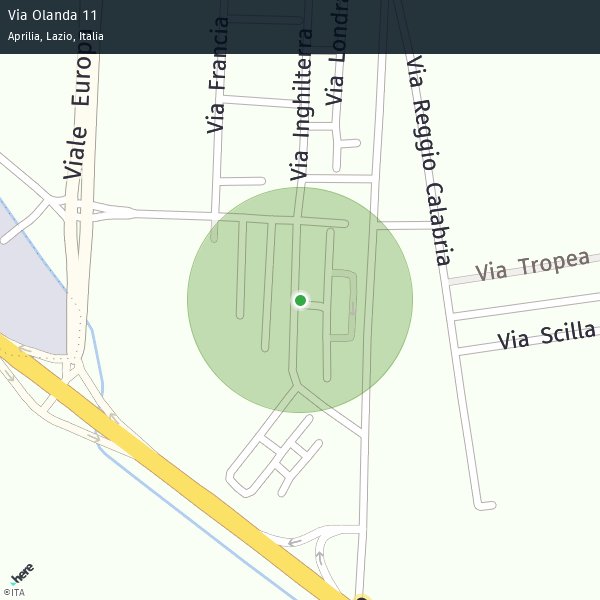 Via Olanda 11
Aprilia, Lazio, Italia
Viale Europ
Via Francia
Via Inghilterra
Via Londra
Via Reggio Calabria
Via Tropea
Via Scilla
here
©ITA